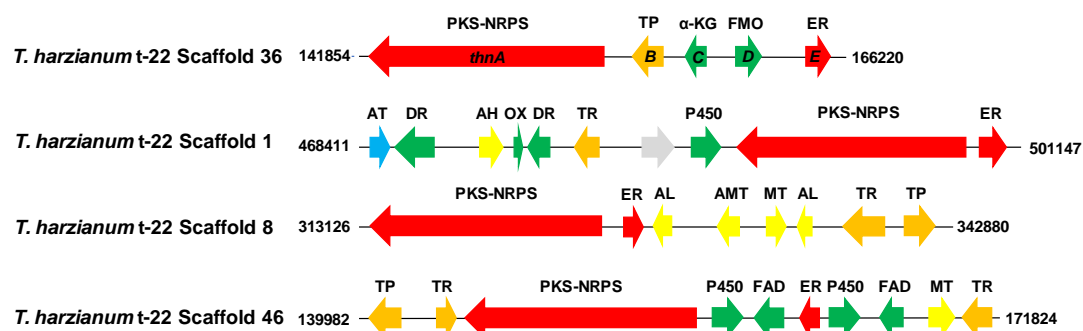 PKS-NRPS TP α-KG FMO ER
T. harzianum t-22 Scaffold 36 141854 thnA B C D E 166220
AT DR AH OX DR TR P450 PKS-NRPS ER
T. harzianum t-22 Scaffold 1 468411 501147
PKS-NRPS ER AL AMT MT AL TR TP
T. harzianum t-22 Scaffold 8 313126 342880
TP TR PKS-NRPS P450 FAD ER P450 FAD MT TR
T. harzianum t-22 Scaffold 46 139982 171824